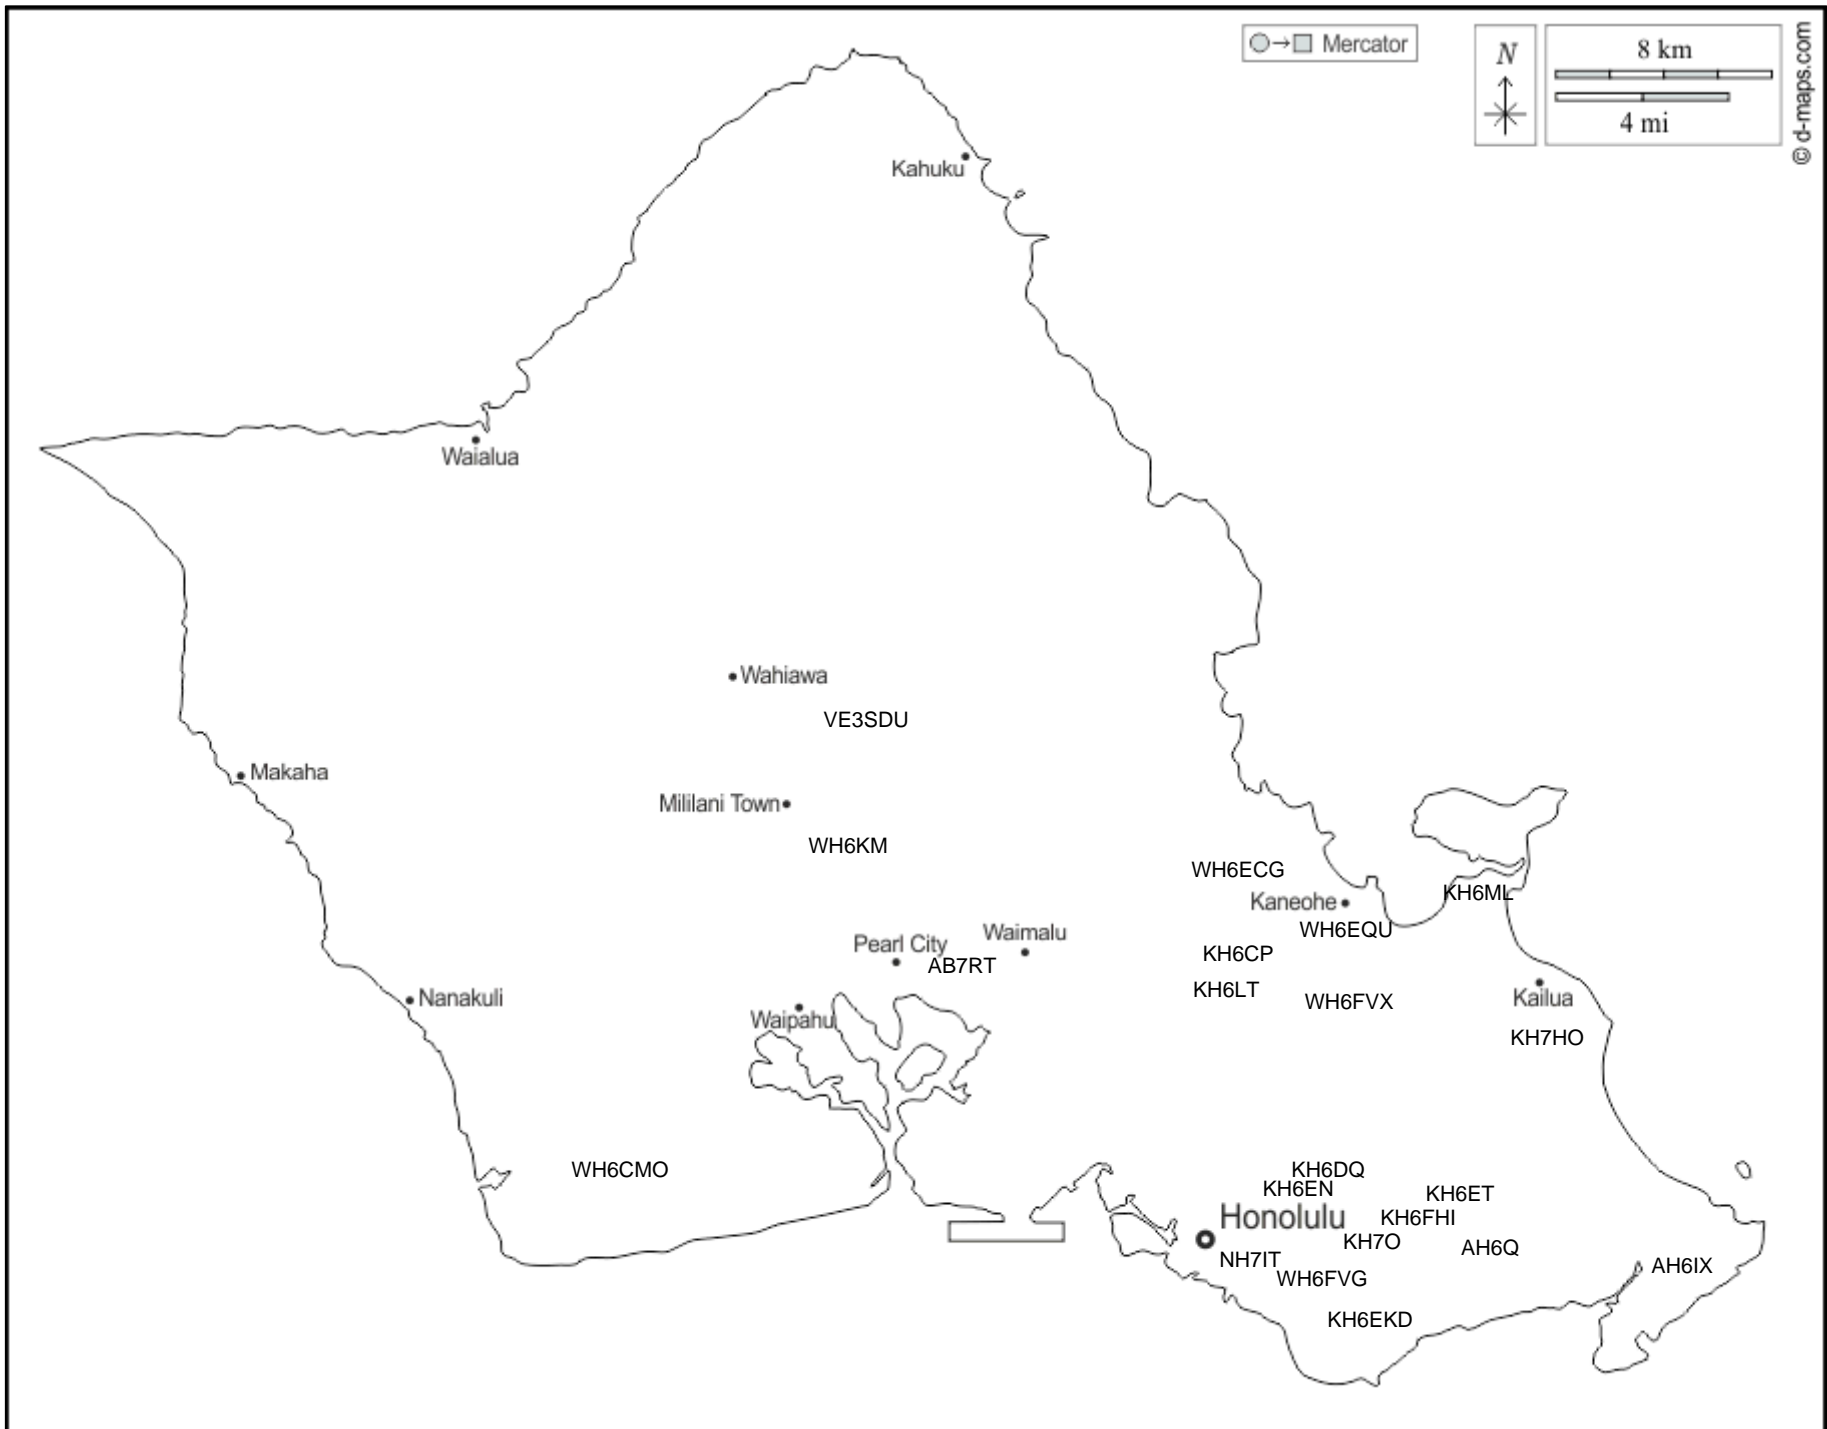 Mercator
N
8 km
4 mi
© d-maps.com
Kahuku
Waialua
Wahiawa
VE3SDU
Makaha
Mililani Town
WH6KM
WH6ECG
KH6ML
Kaneohe
WH6EQU
Waimalu
Pearl City
KH6CP
AB7RT
KH6LT
Nanakuli
WH6FVX
Kailua
Waipahu
KH7HO
WH6CMO
KH6DQ
KH6EN
KH6ET
Honolulu
KH6FHI
KH7O
AH6Q
NH7IT
AH6IX
WH6FVG
KH6EKD